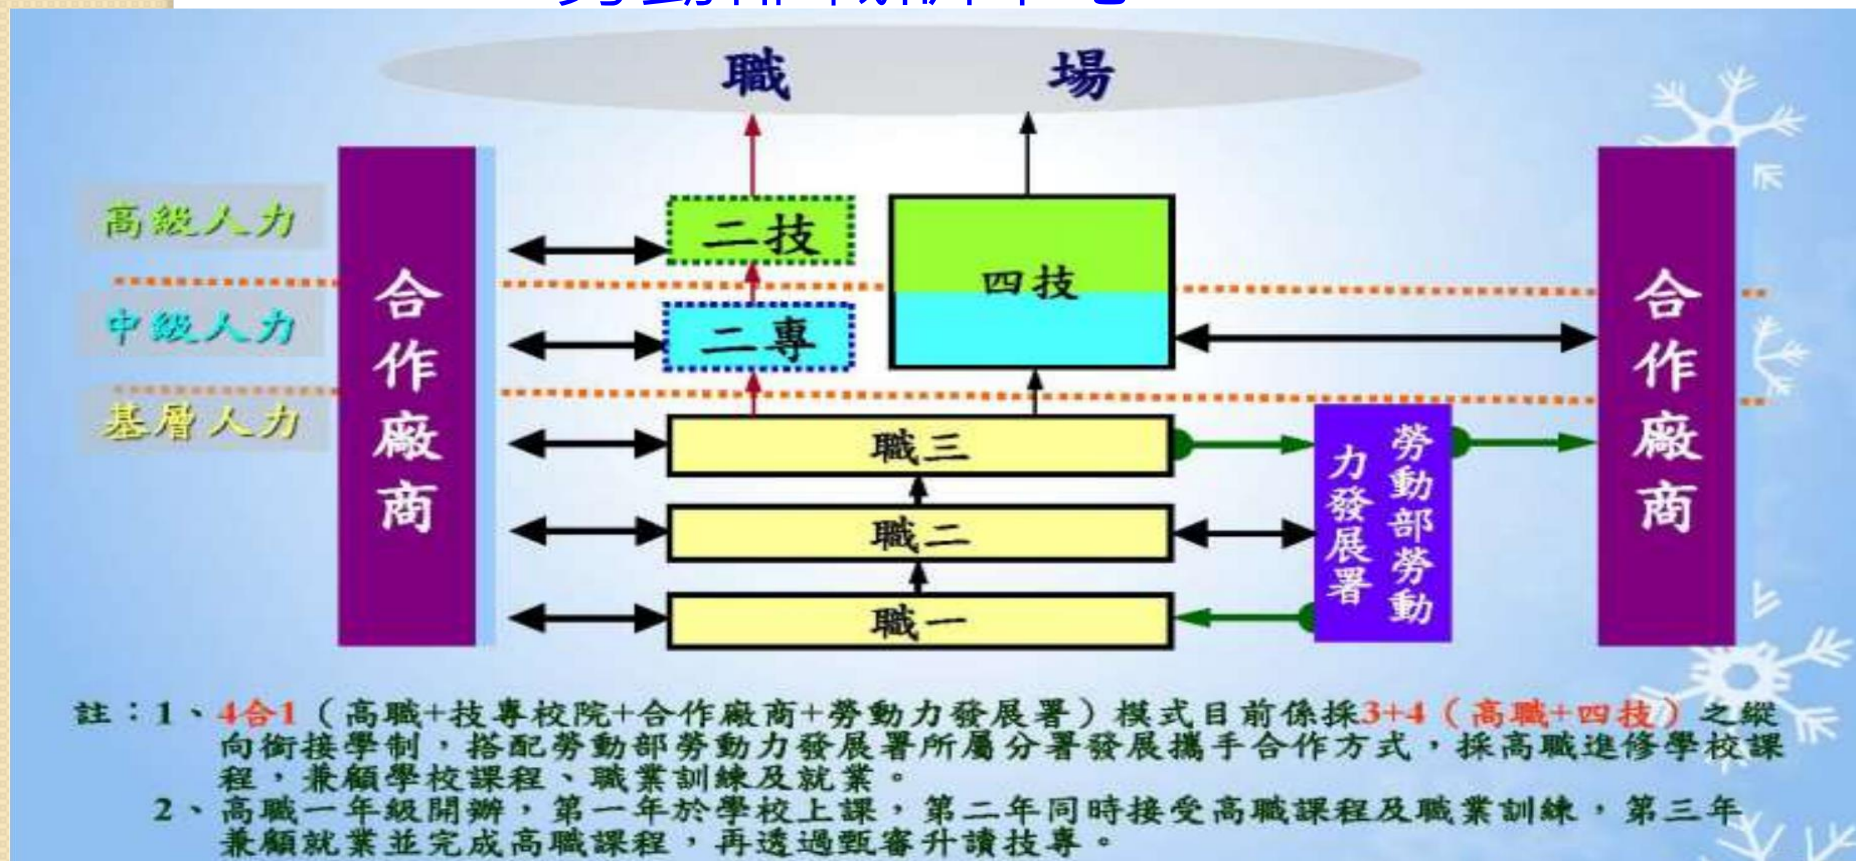 職 場
高級人力
中級人力
基層人力
合作廠商
二技
二專
四技
職三
職二
職一
勞動部勞動
力發展署
合作廠商
註：1、4合1（高職+技專校院+合作廠商+勞動力發展署）模式目前係採3+4（高職+四技）之縱
向銜接學制，搭配勞動部勞動力發展署所屬分署發展攜手合作方式，採高職進修學校課
程，兼顧學校課程、職業訓練及就業。
2、高職一年級開辦，第一年於學校上課，第二年同時接受高職課程及職業訓練，第三年
兼顧就業並完成高職課程，再透過甄審升讀技專。